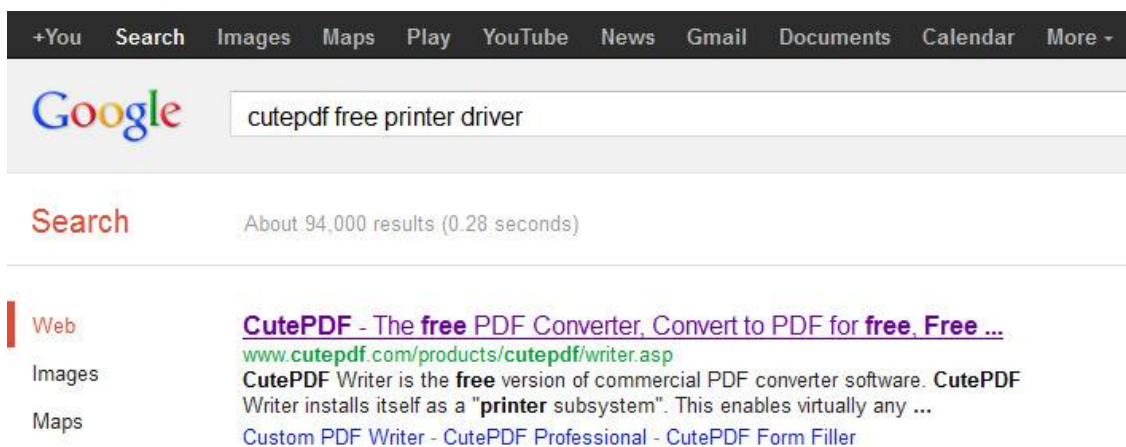 +You Search Images Maps Play YouTube News Gmail Documents Calendar More
Google
cutepdf free printer driver
Search
About 94,000 results (0.28 seconds)
Web
Images
Maps
CutePDF - The free PDF Converter, Convert to PDF for free, Free ...
www.cutepdf.com/products/cutepdf/writer.asp
CutePDF Writer is the free version of commercial PDF converter software. CutePDF
Writer installs itself as a "printer subsystem". This enables virtually any ...
Custom PDF Writer - CutePDF Professional - CutePDF Form Filler